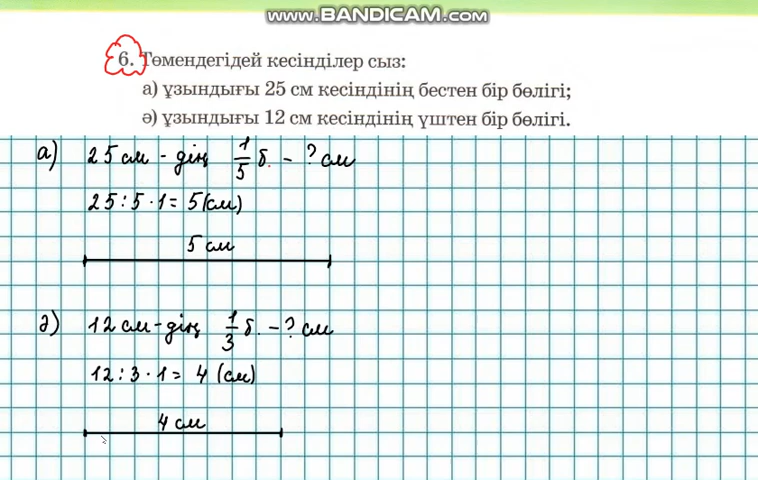 www.BANDICAM.com
6. Төмендегідей кесінділер сыз:
а) ұзындығы 25 см кесіндінің бестен бір бөлігі;
ә) ұзындығы 12 см кесіндінің үштен бір бөлігі.
а) 25 см - дің 1/5 б. - ? см
25 : 5 · 1 = 5 (см)
5 см
ә) 12 см - дің 1/3 б. - ? см
12 : 3 · 1 = 4 (см)
4 см